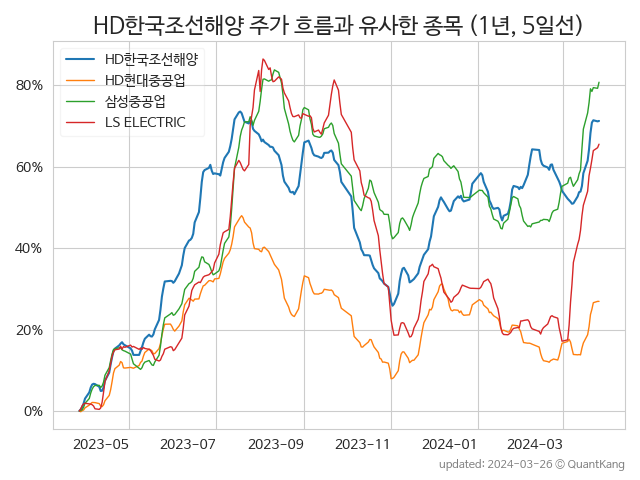 HD한국조선해양 주가 흐름과 유사한 종목 (1년, 5일선)
HD한국조선해양
HD현대중공업
삼성중공업
LS ELECTRIC
80%
60%
40%
20%
0%
2023-05 2023-07 2023-09 2023-11 2024-01 2024-03
updated: 2024-03-26 © QuantKang